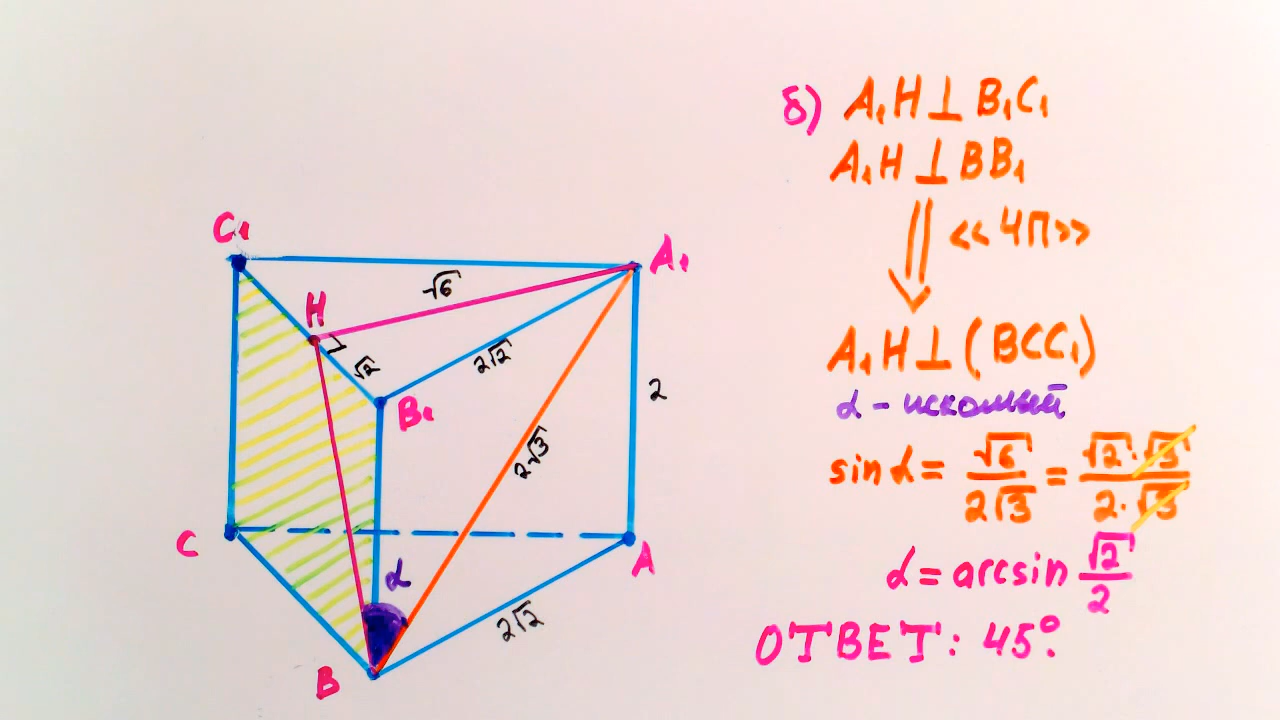 б) A₁H ⊥ B₁C₁
A₁H ⊥ BB₁
<<ЧП>>
A₁H ⊥ (BCC₁)
α - искомый
sin α = √6/2√3 = √2·√3/2·√3
α = arcsin √2/2
ОТВЕТ: 45°
C₁
A₁
H
√6
√2
2√2
B₁
2
2√3
C
A
α
2√2
B